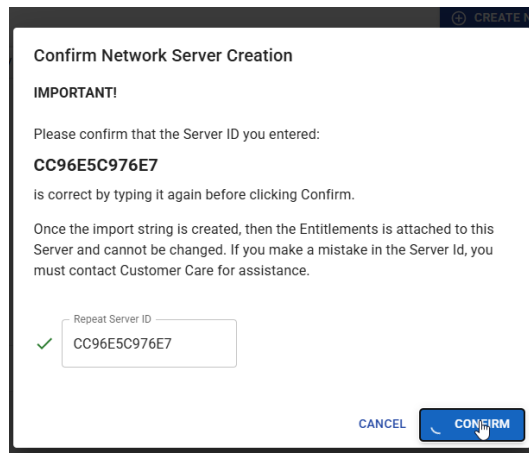 CREATE N
Confirm Network Server Creation
IMPORTANT!
Please confirm that the Server ID you entered:
CC96E5C976E7
is correct by typing it again before clicking Confirm.
Once the import string is created, then the Entitlements is attached to this
Server and cannot be changed. If you make a mistake in the Server Id, you
must contact Customer Care for assistance.
Repeat Server ID
CC96E5C976E7
CANCEL
CONFIRM